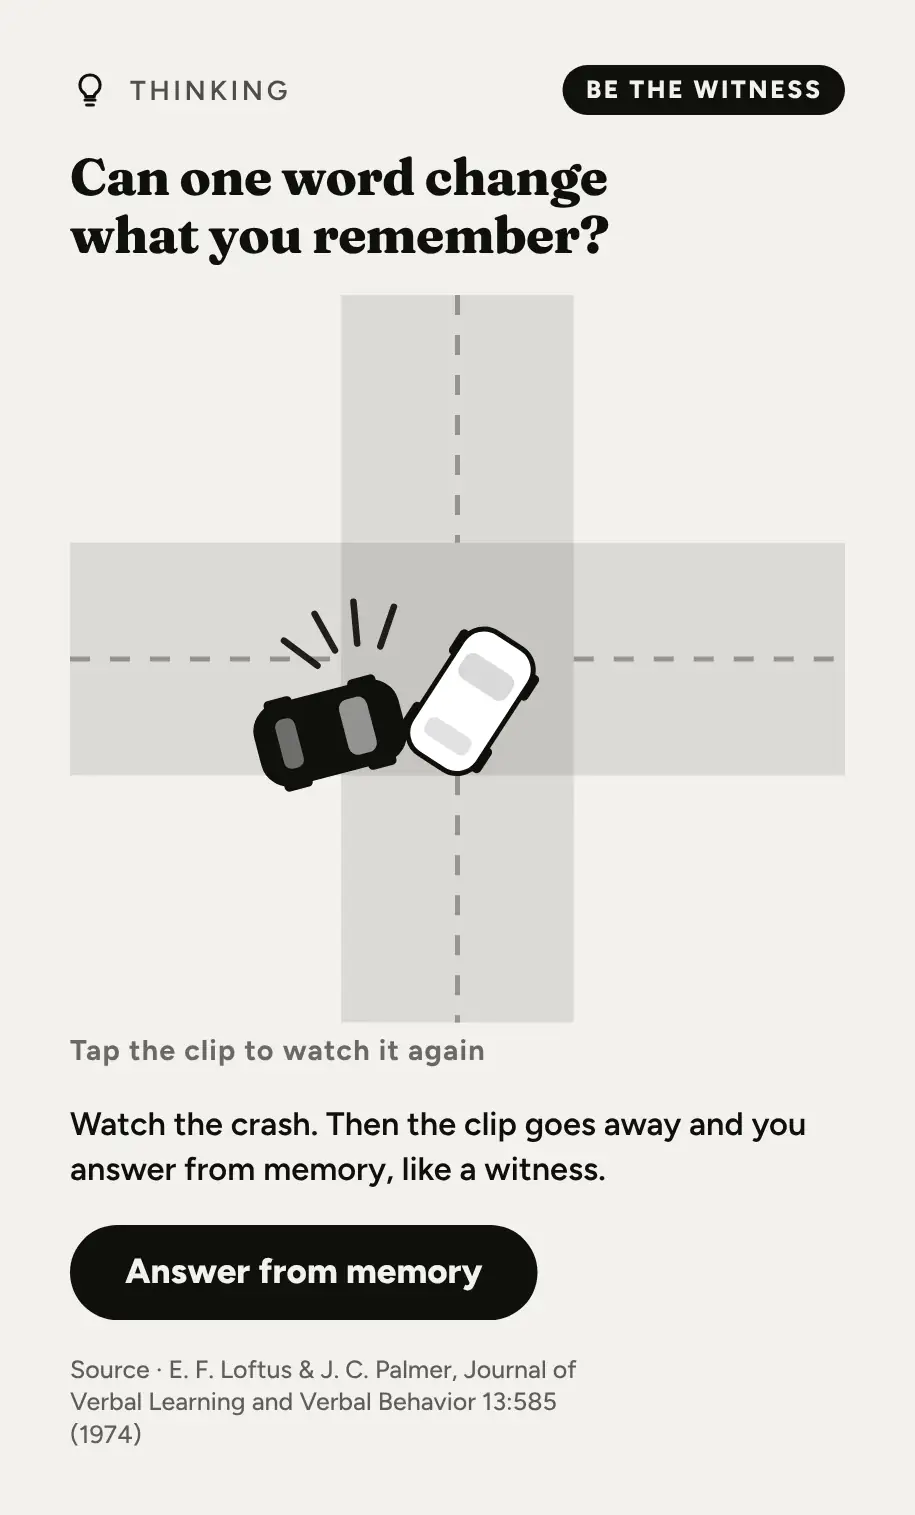 THINKING
BE THE WITNESS
Can one word change
what you remember?
Tap the clip to watch it again
Watch the crash. Then the clip goes away and you
answer from memory, like a witness.
Answer from memory
Source · E. F. Loftus & J. C. Palmer, Journal of
Verbal Learning and Verbal Behavior 13:585
(1974)